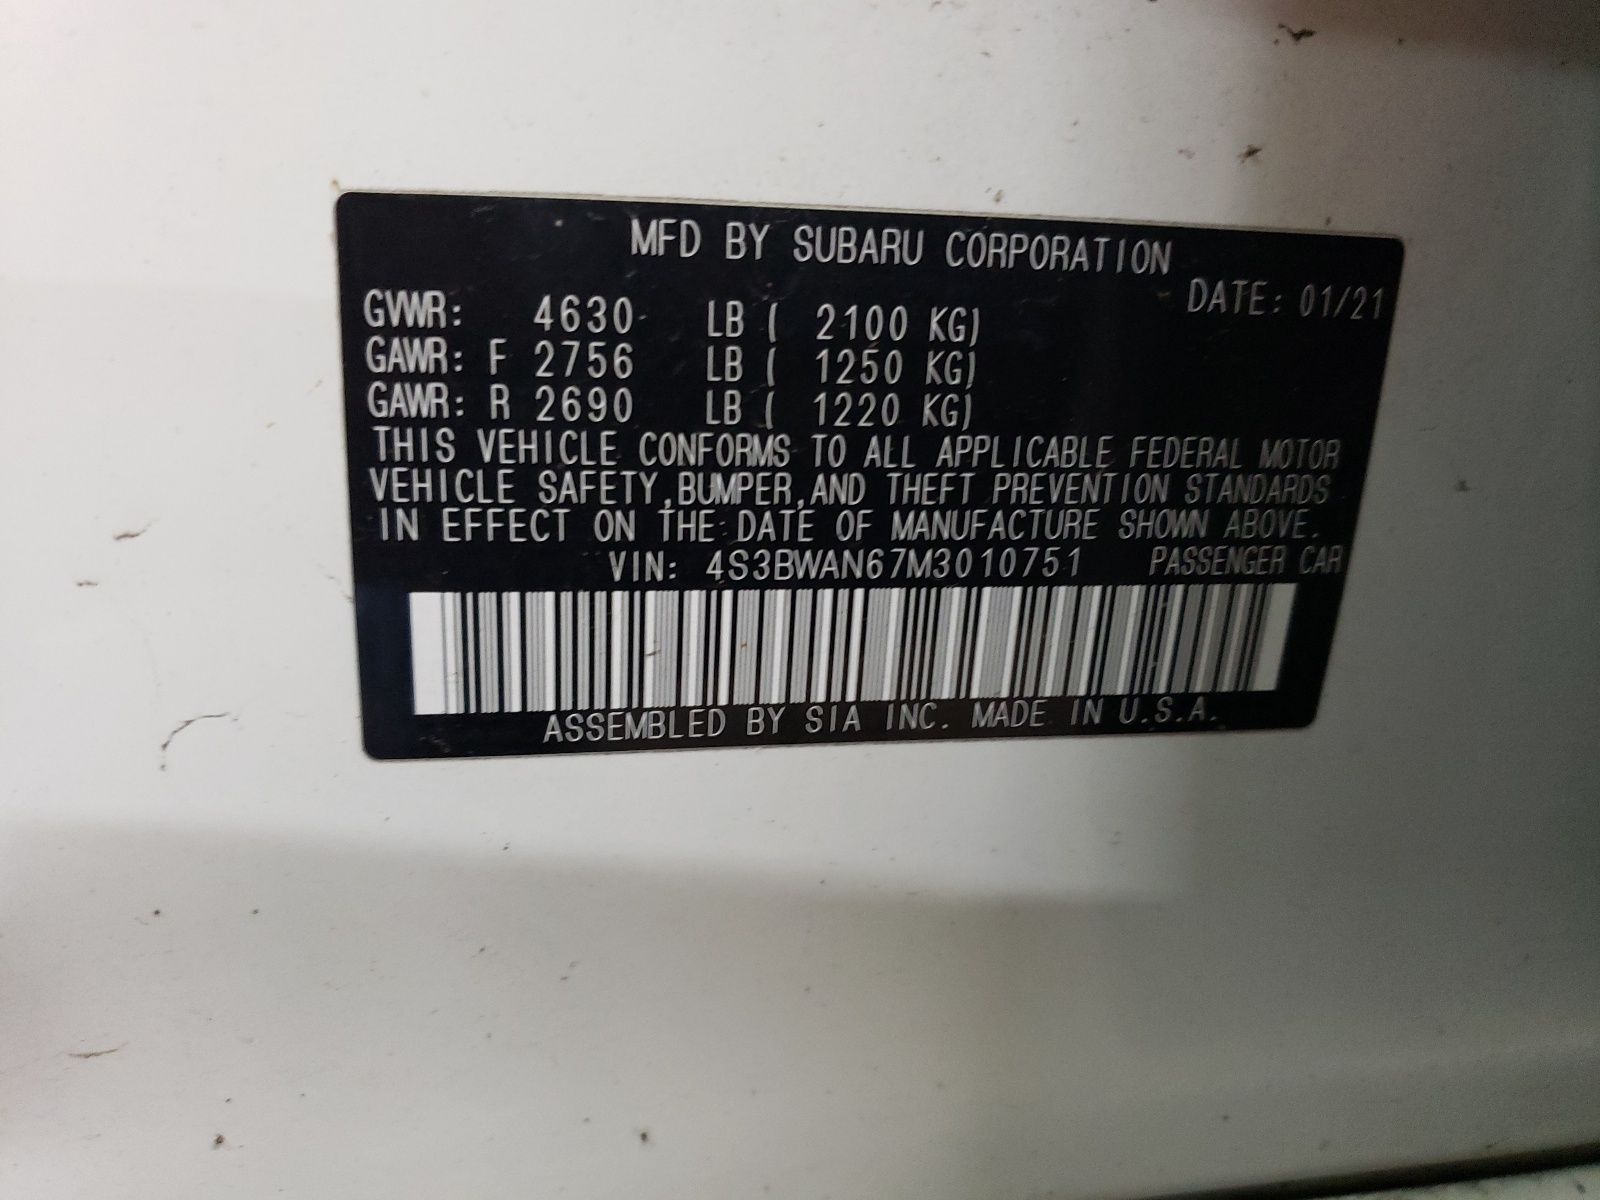 MFD BY SUBARU CORPORATION
DATE: 01/21
GVWR: 4630 LB ( 2100 KG)
GAWR: F 2756 LB ( 1250 KG)
GAWR: R 2690 LB ( 1220 KG)
THIS VEHICLE CONFORMS TO ALL APPLICABLE FEDERAL MOTOR
VEHICLE SAFETY,BUMPER,AND THEFT PREVENTION STANDARDS
IN EFFECT ON THE DATE OF MANUFACTURE SHOWN ABOVE.
VIN: 4S3BWAN67M3010751 PASSENGER CAR
ASSEMBLED BY SIA INC. MADE IN U.S.A.